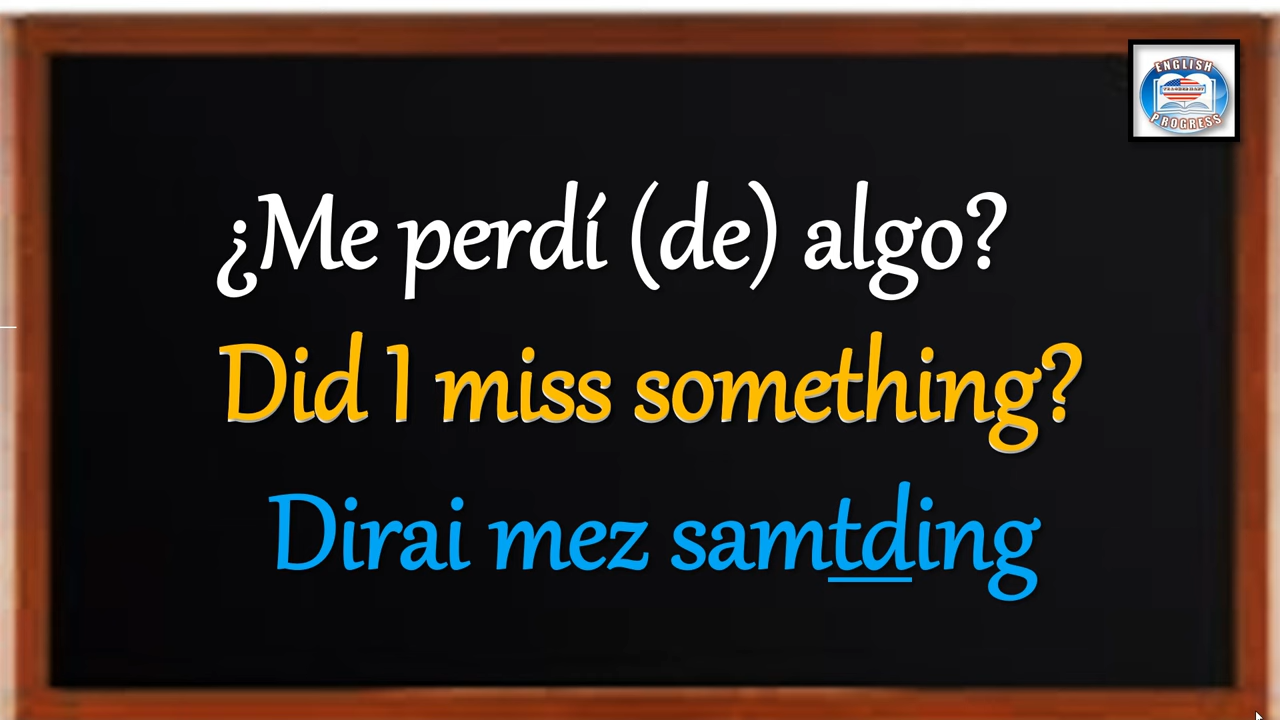 ENGLISH
PROGRESS
¿Me perdí (de) algo?
Did I miss something?
Dirai mez samtding